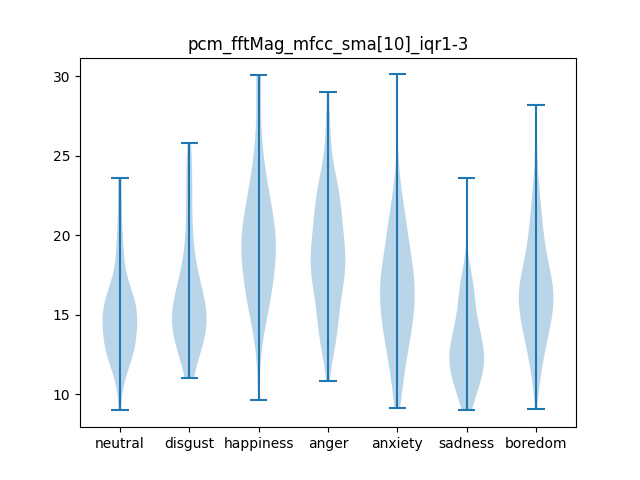 pcm_fftMag_mfcc_sma[10]_iqr1-3
30
25
20
15
10
neutral disgust happiness anger anxiety sadness boredom